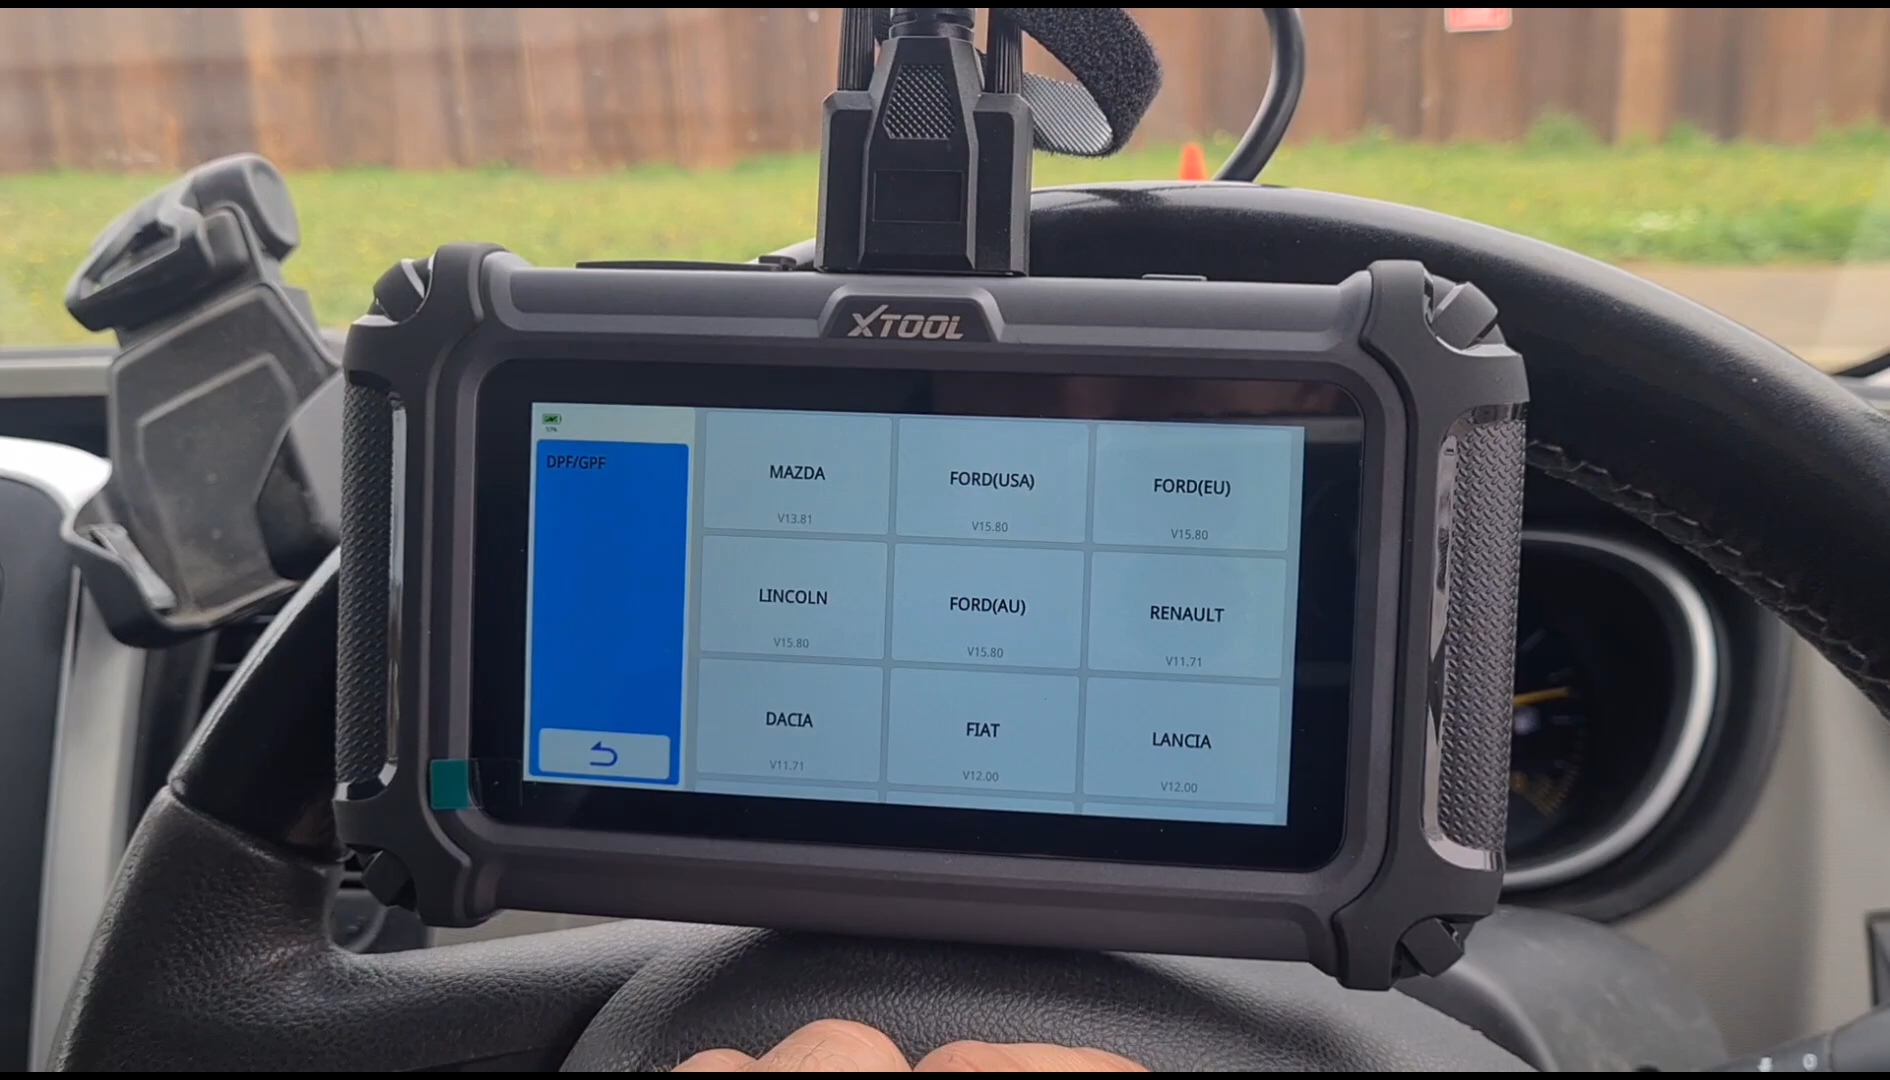 XTOOL
DPF/GPF
MAZDA
V13.81
FORD(USA)
V15.80
FORD(EU)
V15.80
LINCOLN
V15.80
FORD(AU)
V15.80
RENAULT
V11.71
DACIA
V11.71
FIAT
V12.00
LANCIA
V12.00